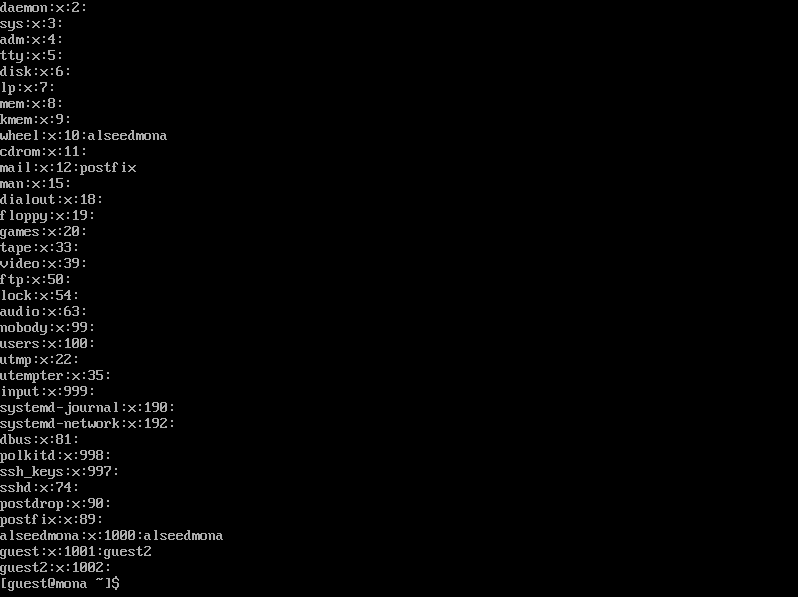 daemon:x:2:
sys:x:3:
adm:x:4:
tty:x:5:
disk:x:6:
lp:x:7:
mem:x:8:
kmem:x:9:
wheel:x:10:alseedmona
cdrom:x:11:
mail:x:12:postfix
man:x:15:
dialout:x:18:
floppy:x:19:
games:x:20:
tape:x:33:
video:x:39:
ftp:x:50:
lock:x:54:
audio:x:63:
nobody:x:99:
users:x:100:
utmp:x:22:
utempter:x:35:
input:x:999:
systemd-journal:x:190:
systemd-network:x:192:
dbus:x:81:
polkitd:x:998:
ssh_keys:x:997:
sshd:x:74:
postdrop:x:90:
postfix:x:89:
alseedmona:x:1000:alseedmona
guest:x:1001:guest2
guest2:x:1002:
[guest@mona ~]$